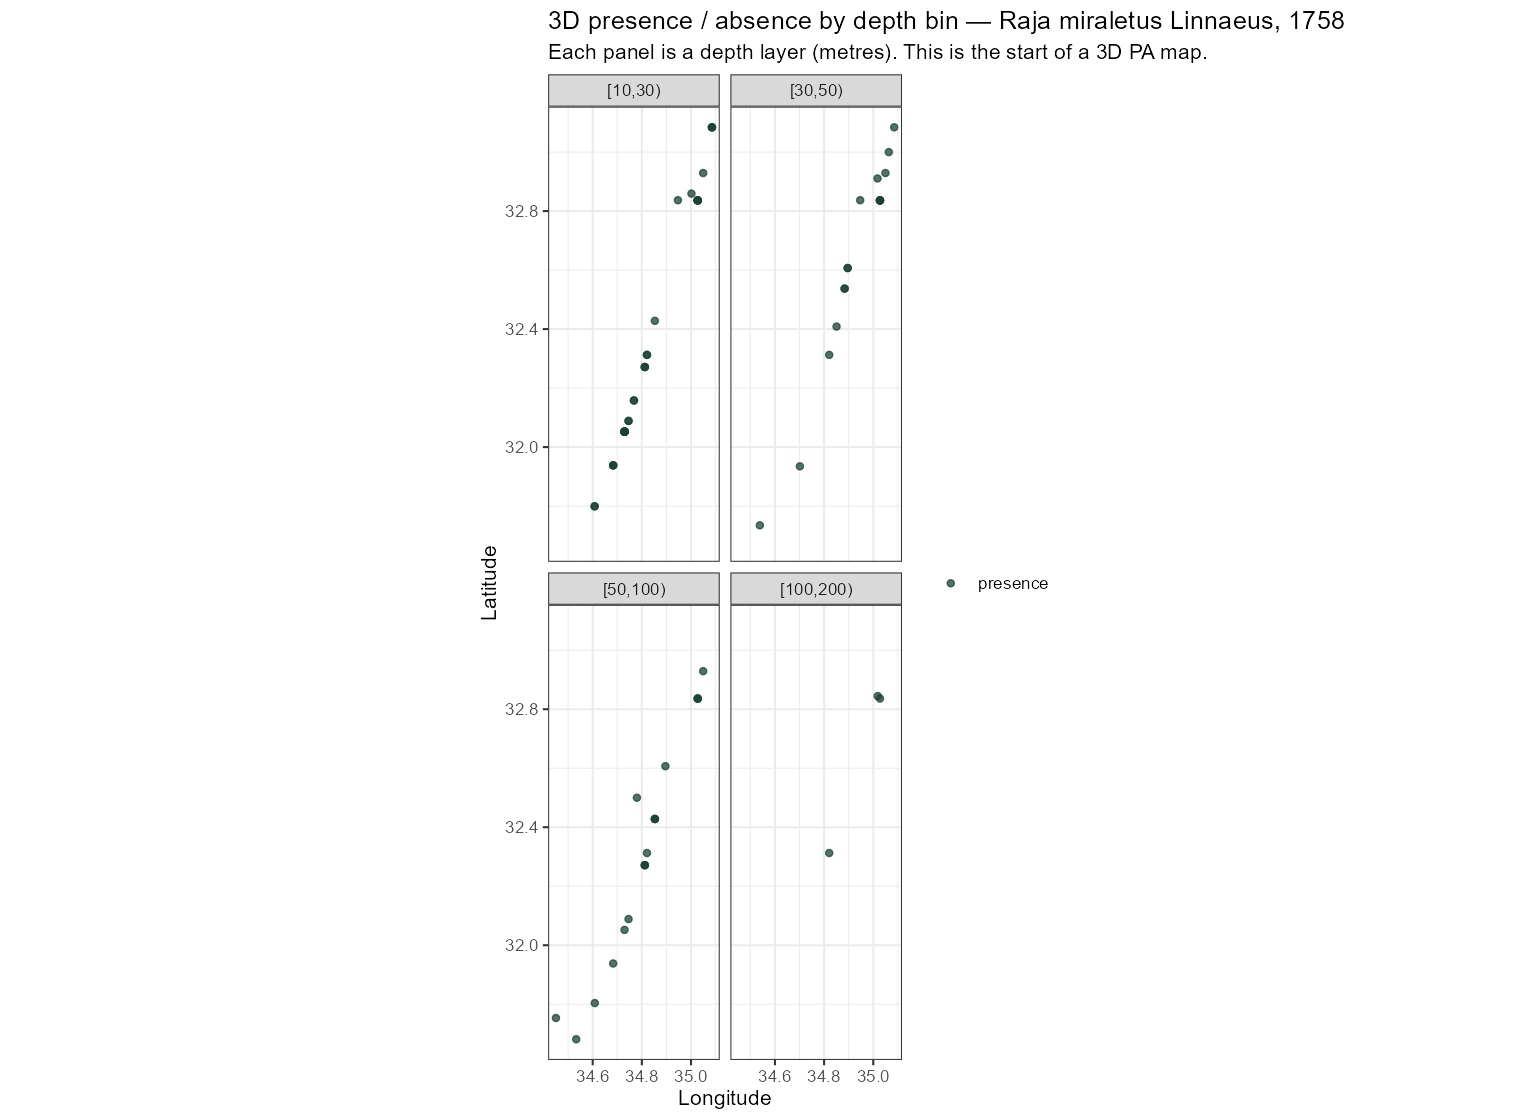 3D presence / absence by depth bin — Raja miraletus Linnaeus, 1758
Each panel is a depth layer (metres). This is the start of a 3D PA map.
[10,30)
[30,50)
32.8
32.4
32.0
Latitude
[50,100)
[100,200)
presence
32.8
32.4
32.0
34.6 34.8 35.0
34.6 34.8 35.0
Longitude